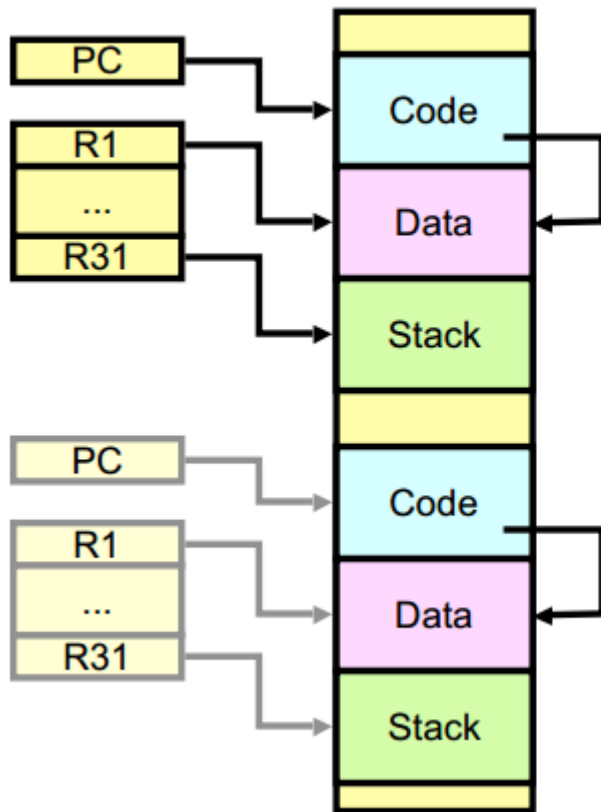 PC
Code
R1
...
Data
R31
Stack
PC
Code
R1
...
Data
R31
Stack